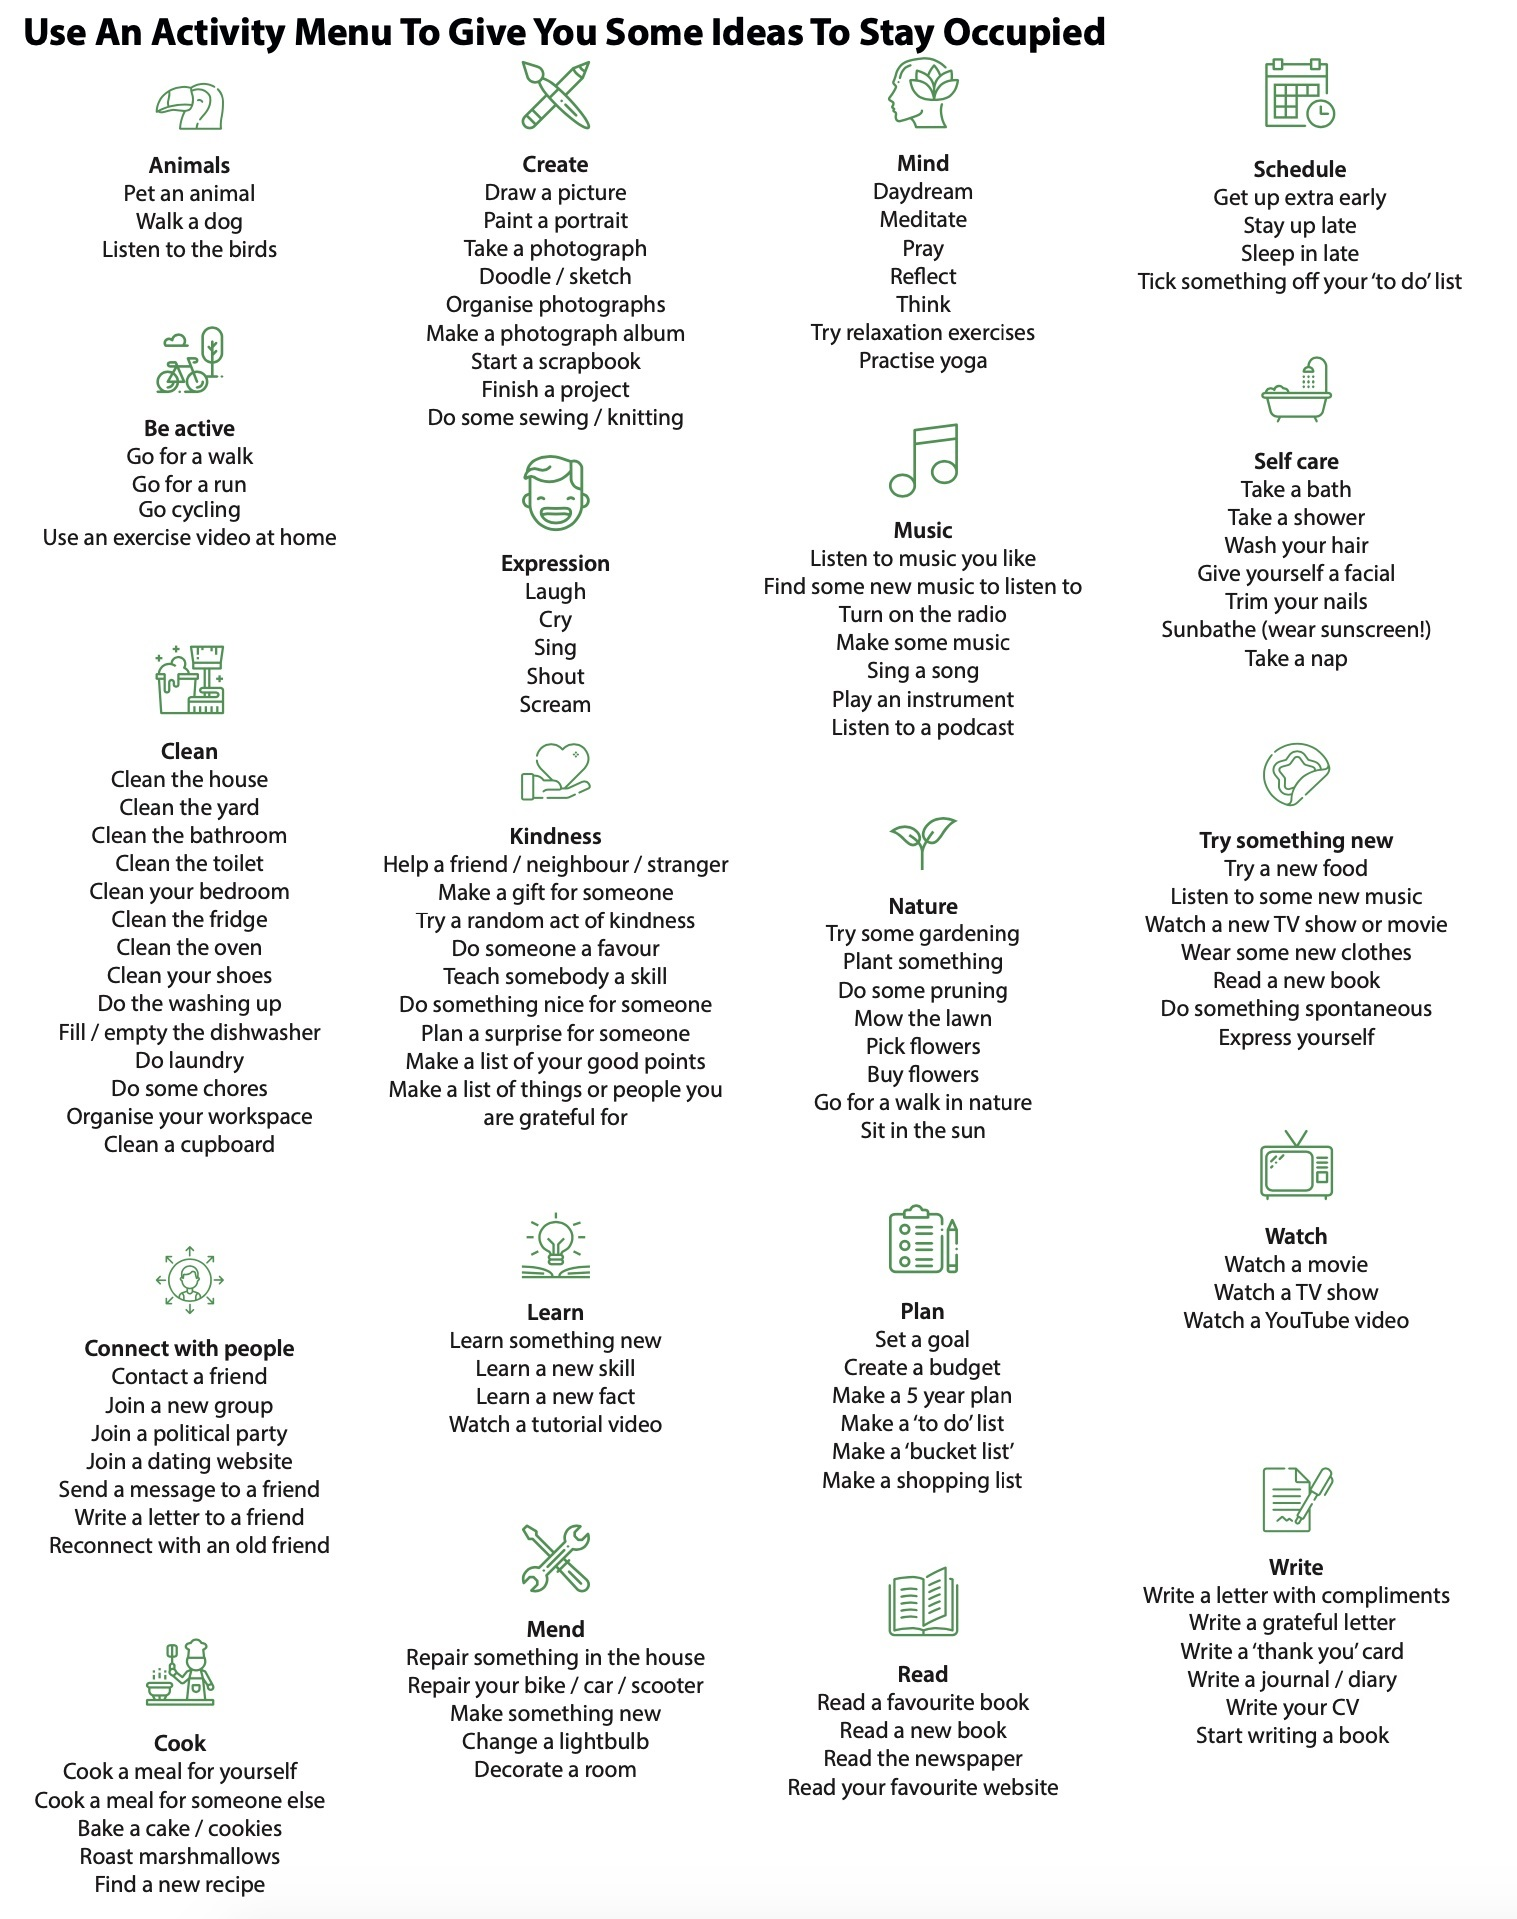 Use An Activity Menu To Give You Some Ideas To Stay Occupied
Animals
Pet an animal
Walk a dog
Listen to the birds
Be active
Go for a walk
Go for a run
Go cycling
Use an exercise video at home
Clean
Clean the house
Clean the yard
Clean the bathroom
Clean the toilet
Clean your bedroom
Clean the fridge
Clean the oven
Clean your shoes
Do the washing up
Fill / empty the dishwasher
Do laundry
Do some chores
Organise your workspace
Clean a cupboard
Connect with people
Contact a friend
Join a new group
Join a political party
Join a dating website
Send a message to a friend
Write a letter to a friend
Reconnect with an old friend
Cook
Cook a meal for yourself
Cook a meal for someone else
Bake a cake / cookies
Roast marshmallows
Find a new recipe
Create
Draw a picture
Paint a portrait
Take a photograph
Doodle / sketch
Organise photographs
Make a photograph album
Start a scrapbook
Finish a project
Do some sewing / knitting
Expression
Laugh
Cry
Sing
Shout
Scream
Kindness
Help a friend / neighbour / stranger
Make a gift for someone
Try a random act of kindness
Do someone a favour
Teach somebody a skill
Do something nice for someone
Plan a surprise for someone
Make a list of your good points
Make a list of things or people you
are grateful for
Learn
Learn something new
Learn a new skill
Learn a new fact
Watch a tutorial video
Mend
Repair something in the house
Repair your bike / car / scooter
Make something new
Change a lightbulb
Decorate a room
Mind
Daydream
Meditate
Pray
Reflect
Think
Try relaxation exercises
Practise yoga
Music
Listen to music you like
Find some new music to listen to
Turn on the radio
Make some music
Sing a song
Play an instrument
Listen to a podcast
Nature
Try some gardening
Plant something
Do some pruning
Mow the lawn
Pick flowers
Buy flowers
Go for a walk in nature
Sit in the sun
Plan
Set a goal
Create a budget
Make a 5 year plan
Make a ‘to do’ list
Make a ‘bucket list’
Make a shopping list
Read
Read a favourite book
Read a new book
Read the newspaper
Read your favourite website
Schedule
Get up extra early
Stay up late
Sleep in late
Tick something off your ‘to do’ list
Self care
Take a bath
Take a shower
Wash your hair
Give yourself a facial
Trim your nails
Sunbathe (wear sunscreen!)
Take a nap
Try something new
Try a new food
Listen to some new music
Watch a new TV show or movie
Wear some new clothes
Read a new book
Do something spontaneous
Express yourself
Watch
Watch a movie
Watch a TV show
Watch a YouTube video
Write
Write a letter with compliments
Write a grateful letter
Write a ‘thank you’ card
Write a journal / diary
Write your CV
Start writing a book